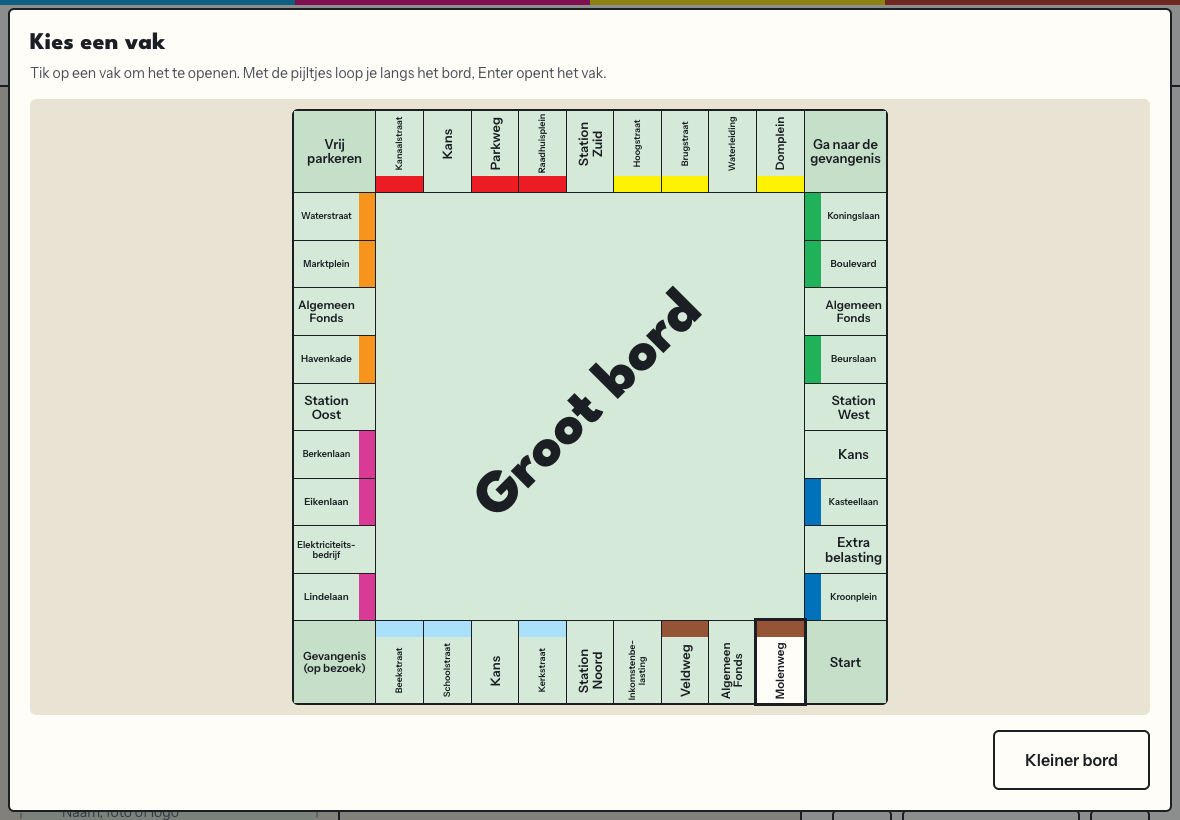 Kies een vak
Tik op een vak om het te openen. Met de pijltjes loop je langs het bord, Enter opent het vak.
Vrij
parkeren
Kanaalstraat
Kans
Parkweg
Raadhuisplein
Station
Zuid
Hoogstraat
Brugstraat
Waterleiding
Domplein
Ga naar de
gevangenis
Waterstraat
Koningslaan
Marktplein
Boulevard
Algemeen
Fonds
Algemeen
Fonds
Havenkade
Beurslaan
Station
Oost
Station
West
Berkenlaan
Kans
Eikenlaan
Kasteellaan
Elektriciteits-
bedrijf
Extra
belasting
Lindelaan
Kroonplein
Groot bord
Gevangenis
(op bezoek)
Beekstraat
Schoolstraat
Kans
Kerkstraat
Station
Noord
Inkomstenbe-
lasting
Veldweg
Algemeen
Fonds
Molenweg
Start
Kleiner bord
Naam, foto of logo